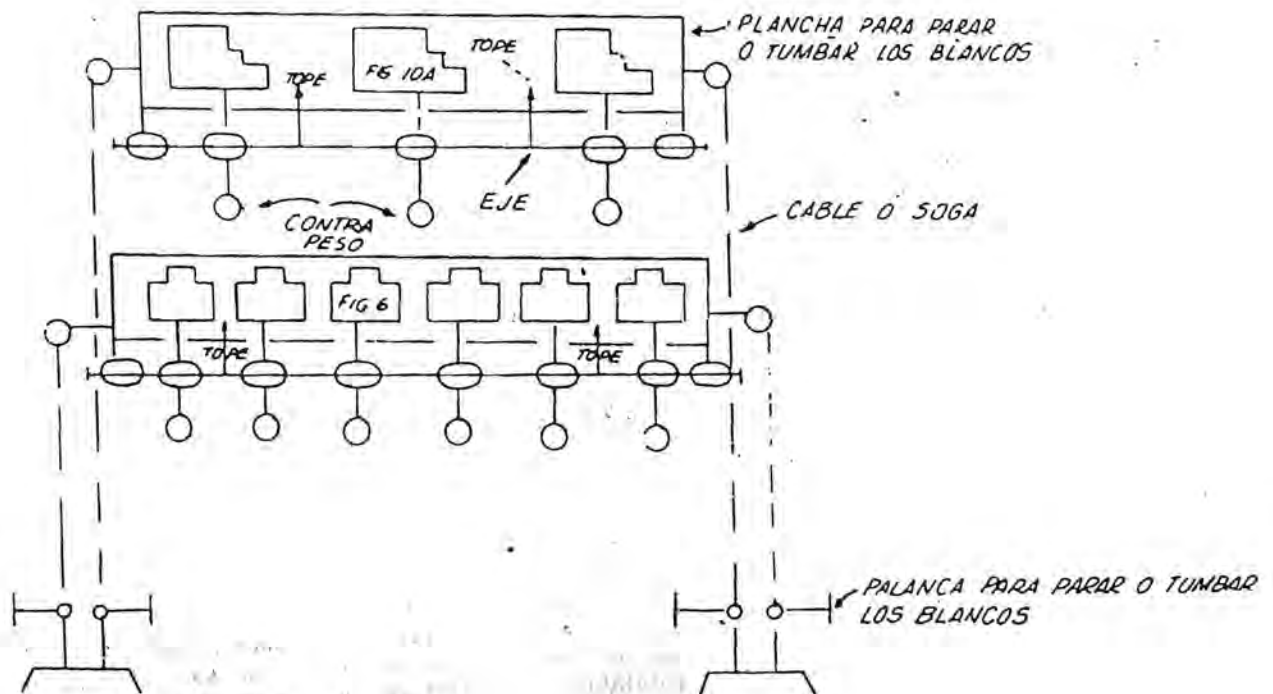 PLANCHA PARA PARAR
O TUMBAR LOS BLANCOS
TOPE
TOPE
FIG 10A
CONTRA
PESO
EJE
CABLE O SOGA
FIG 6
TOPE
TOPE
PALANCA PARA PARAR O TUMBAR
LOS BLANCOS